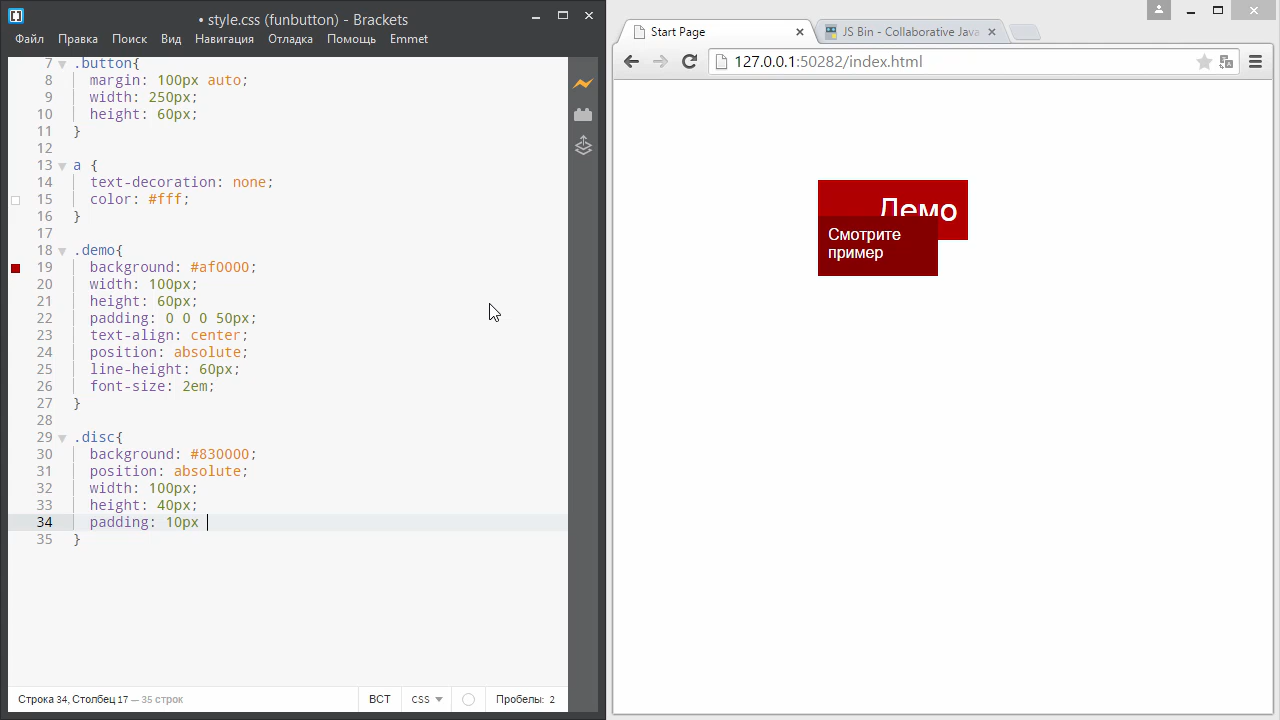 • style.css (funbutton) - Brackets
Файл Правка Поиск Вид Навигация Отладка Помощь Emmet
7 .button{
8 margin: 100px auto;
9 width: 250px;
10 height: 60px;
11 }
12
13 a {
14 text-decoration: none;
15 color: #fff;
16 }
17
18 .demo{
19 background: #af0000;
20 width: 100px;
21 height: 60px;
22 padding: 0 0 0 50px;
23 text-align: center;
24 position: absolute;
25 line-height: 60px;
26 font-size: 2em;
27 }
28
29 .disc{
30 background: #830000;
31 position: absolute;
32 width: 100px;
33 height: 40px;
34 padding: 10px
35 }
Строка 34, Столбец 17 — 35 строк
ВСТ CSS Пробелы: 2
Start Page JS Bin - Collaborative Java
127.0.0.1:50282/index.html
Демо
Смотрите
пример